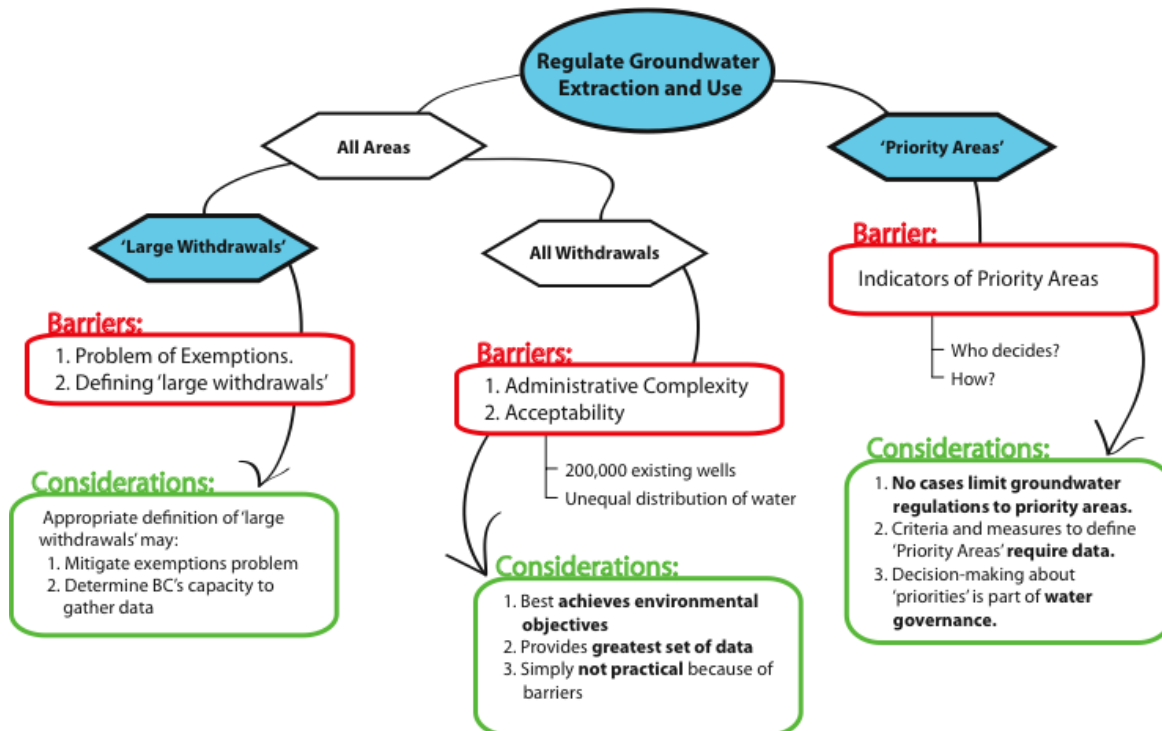 Regulate Groundwater
Extraction and Use
All Areas
'Priority Areas'
'Large Withdrawals'
All Withdrawals
Barriers:
1. Problem of Exemptions.
2. Defining 'large withdrawals'
Considerations:
Appropriate definition of 'large
withdrawals' may:
1. Mitigate exemptions problem
2. Determine BC's capacity to
gather data
Barriers:
1. Administrative Complexity
2. Acceptability
200,000 existing wells
Unequal distribution of water
Considerations:
1. Best achieves environmental
objectives
2. Provides greatest set of data
3. Simply not practical because of
barriers
Barrier:
Indicators of Priority Areas
Who decides?
How?
Considerations:
1. No cases limit groundwater
regulations to priority areas.
2. Criteria and measures to define
'Priority Areas' require data.
3. Decision-making about
'priorities' is part of water
governance.